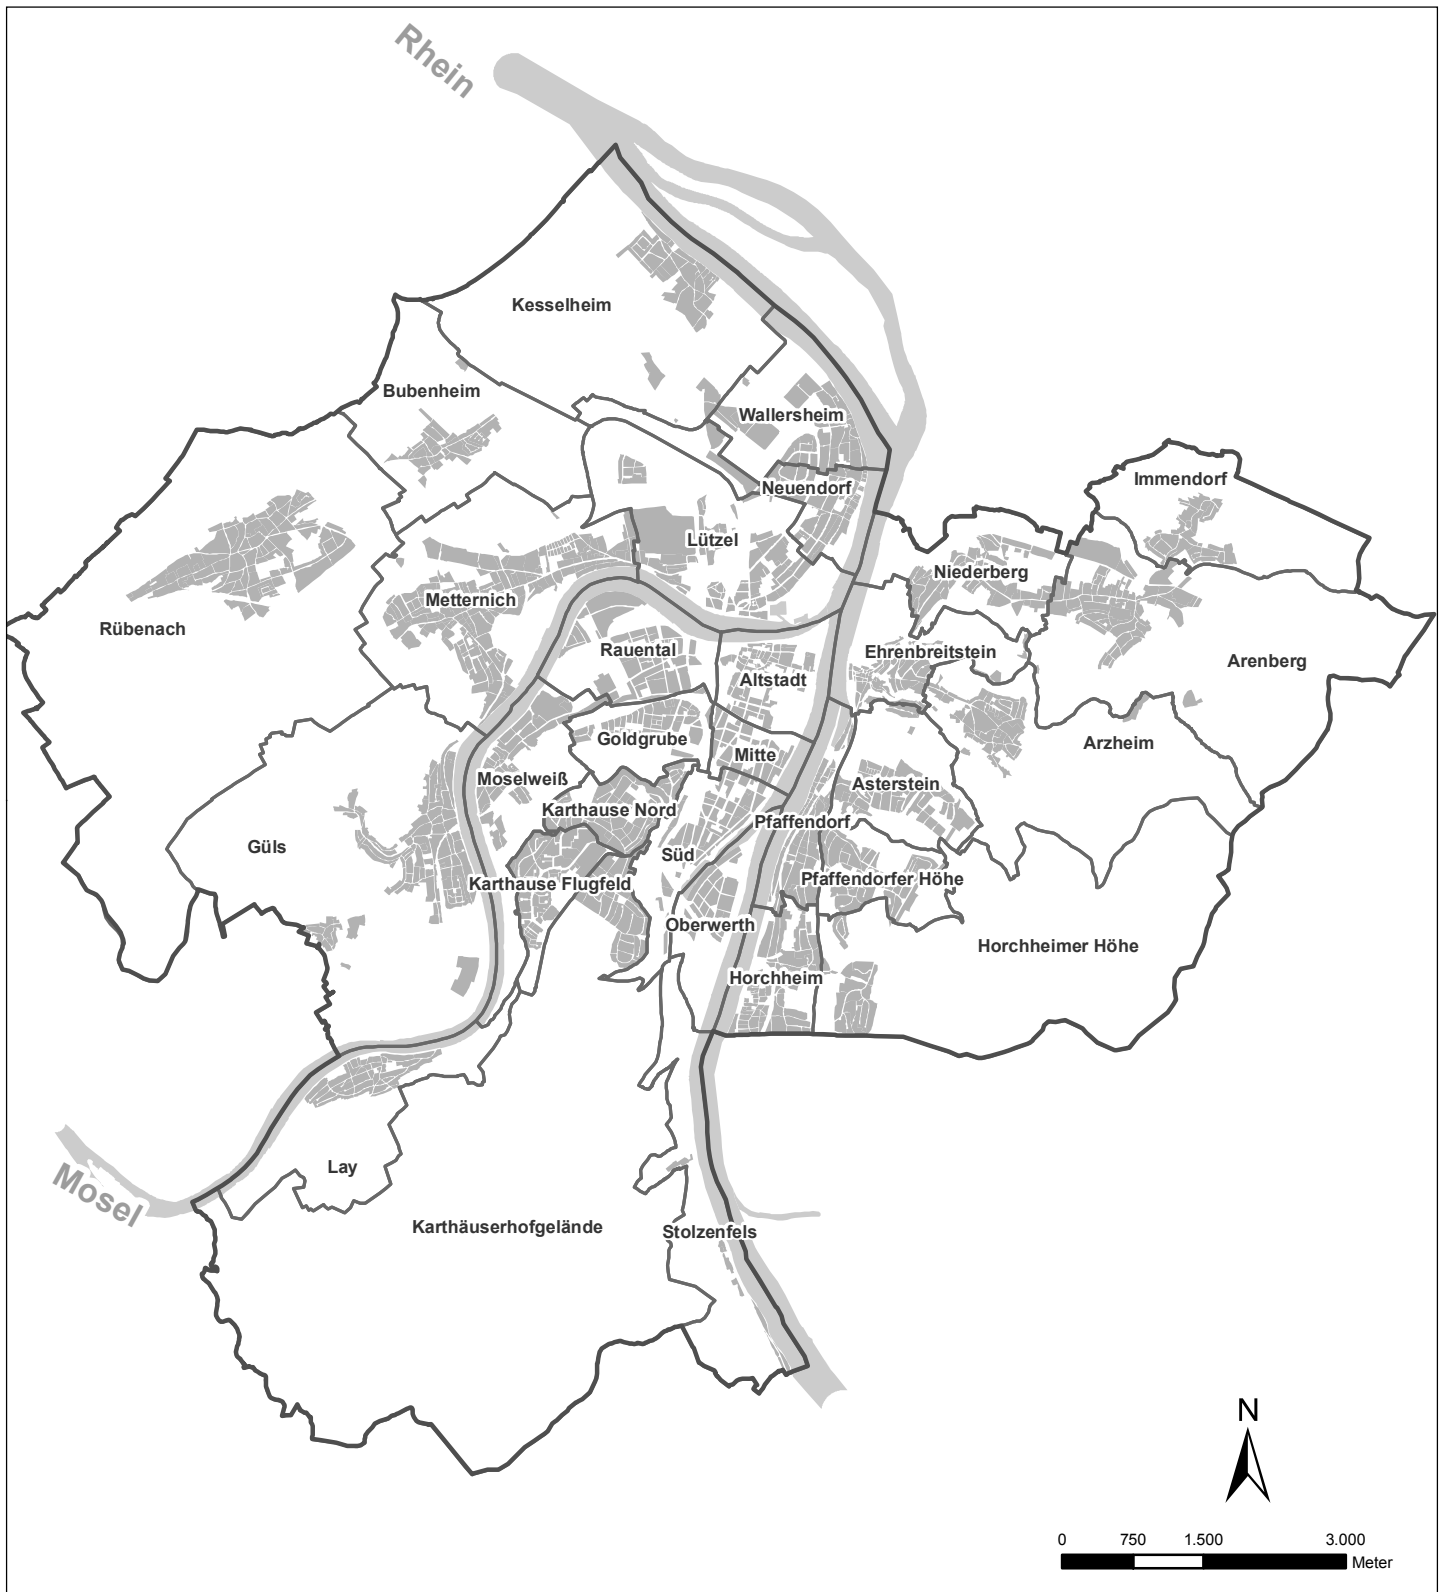 Rhein
Kesselheim
Bubenheim
Wallersheim
Immendorf
Neuendorf
Lützel
Niederberg
Metternich
Rübenach
Rauental
Ehrenbreitstein
Arenberg
Altstadt
Goldgrube
Arzheim
Mitte
Moselweiß
Asterstein
Karthause Nord
Pfaffendorf
Güls
Süd
Karthause Flugfeld
Pfaffendorfer Höhe
Oberwerth
Horchheimer Höhe
Horchheim
Lay
Mosel
Karthäuserhofgelände
Stolzenfels
N
0 750 1.500 3.000
Meter